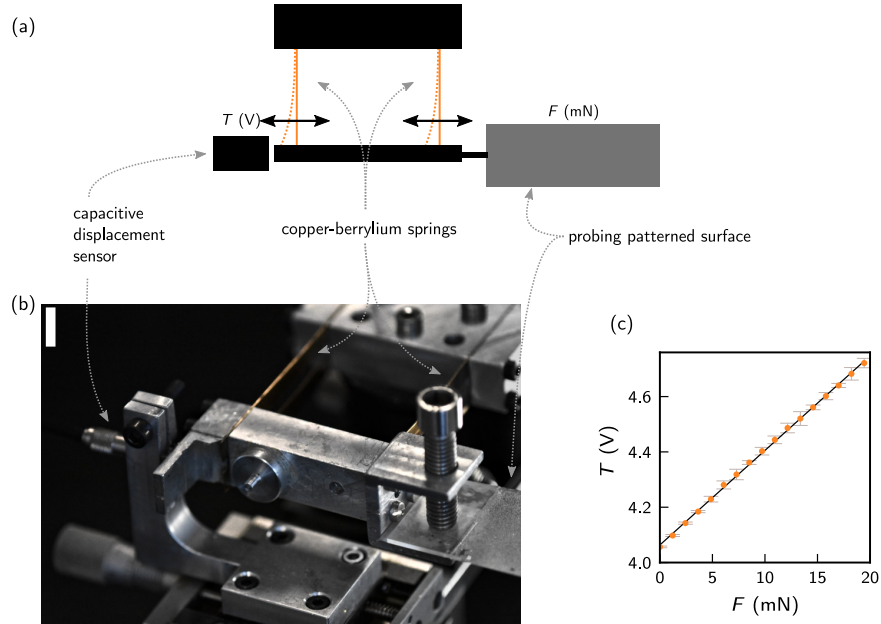 (a)
T (V)
F (mN)
capacitive
displacement
sensor
copper-berrylium springs
probing patterned surface
(b)
(c)
T (V)
4.6
4.4
4.2
4.0
0
5
10
15
20
F (mN)